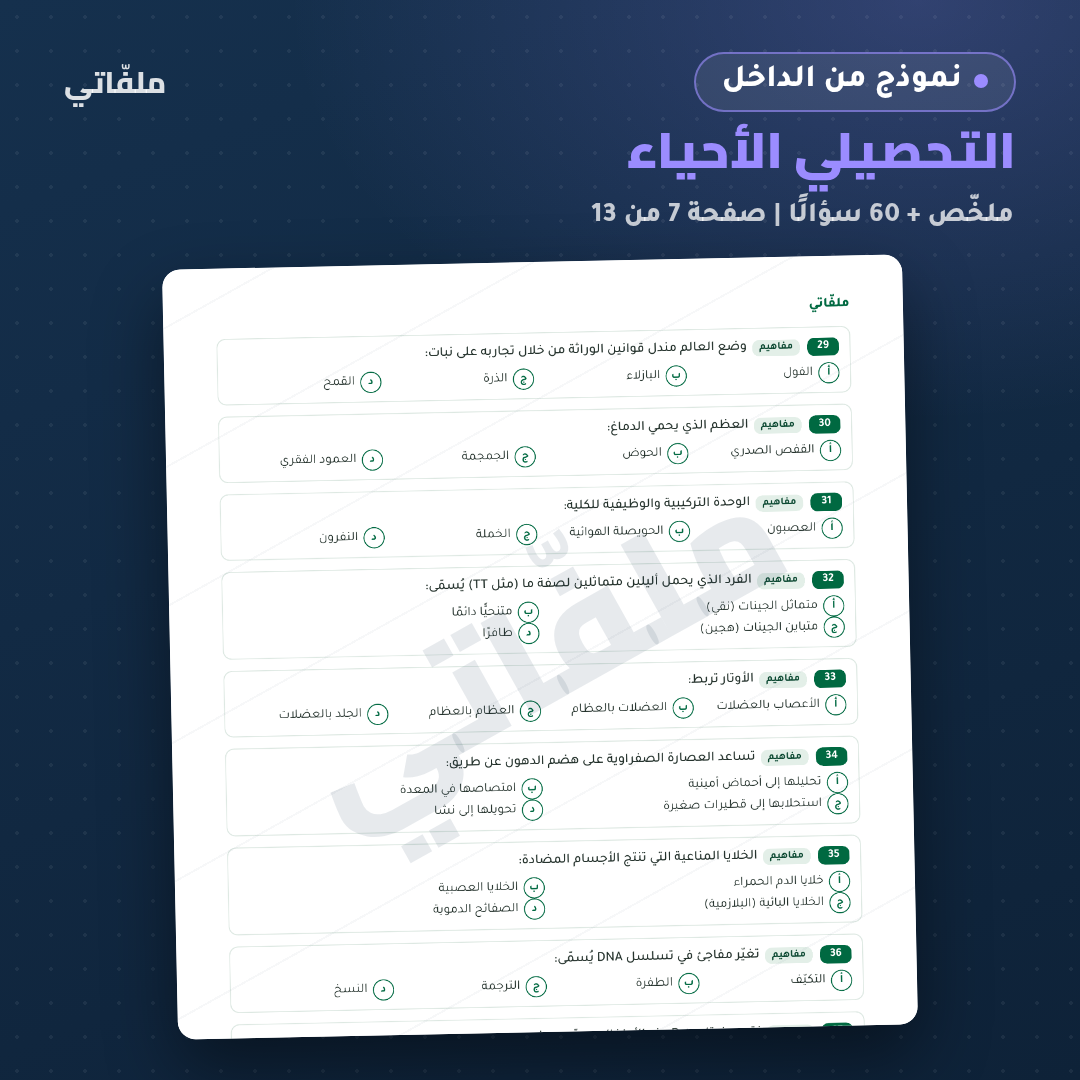 نموذج من الداخل
ملفّاتي
التحصيلي الأحياء
ملخّص + 60 سؤالًا | صفحة 7 من 13
ملفّاتي
29 مفاهيم وضع العالم مندل قوانين الوراثة من خلال تجاربه على نبات:
أ الفول ب البازلاء ج الذرة د القمح
30 مفاهيم العظم الذي يحمي الدماغ:
أ القفص الصدري ب الحوض ج الجمجمة د العمود الفقري
31 مفاهيم الوحدة التركيبية والوظيفية للكلية:
أ العصبون ب الحويصلة الهوائية ج الخملة د النفرون
32 مفاهيم الفرد الذي يحمل أليلين متماثلين لصفة ما (مثل TT) يُسمّى:
أ متماثل الجينات (نقي) ب متنحيًّا دائمًا
ج متباين الجينات (هجين) د طافرًا
33 مفاهيم الأوتار تربط:
أ الأعصاب بالعضلات ب العضلات بالعظام ج العظام بالعظام د الجلد بالعضلات
34 مفاهيم تساعد العصارة الصفراوية على هضم الدهون عن طريق:
أ تحليلها إلى أحماض أمينية ب امتصاصها في المعدة
ج استحلابها إلى قطيرات صغيرة د تحويلها إلى نشا
35 مفاهيم الخلايا المناعية التي تنتج الأجسام المضادة:
أ خلايا الدم الحمراء ب الخلايا العصبية
ج الخلايا البائية (البلازمية) د الصفائح الدموية
36 مفاهيم تغيّر مفاجئ في تسلسل DNA يُسمّى:
أ التكيّف ب الطفرة ج الترجمة د النسخ
ملفّاتي